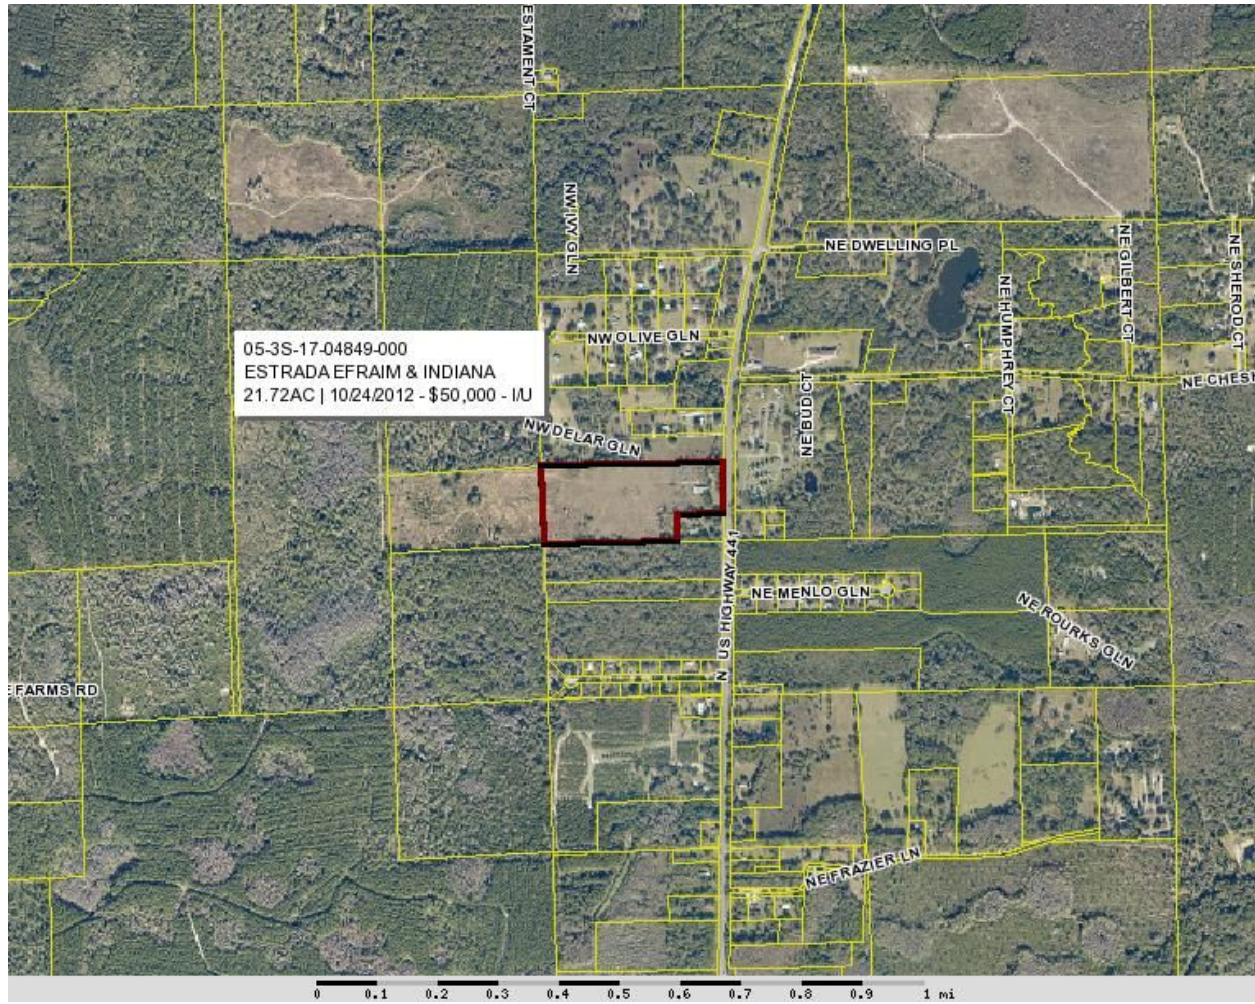 ESTAMENT CT
NW IVY GLN
NE DWELLING PL
NE GILBERT CT
NE SHEROD CT
NE HUMPHREY CT
NW OLIVE GLN
05-3S-17-04849-000
ESTRADA EFRAIM & INDIANA
21.72AC | 10/24/2012 - $50,000 - I/U
NE CHEST
NE BUD CT
NW DELAR GLN
N US HIGHWAY 441
NE MENLO GLN
NE ROURKS GLN
E FARMS RD
NE FRAZIER LN
0 0.1 0.2 0.3 0.4 0.5 0.6 0.7 0.8 0.9 1 mi